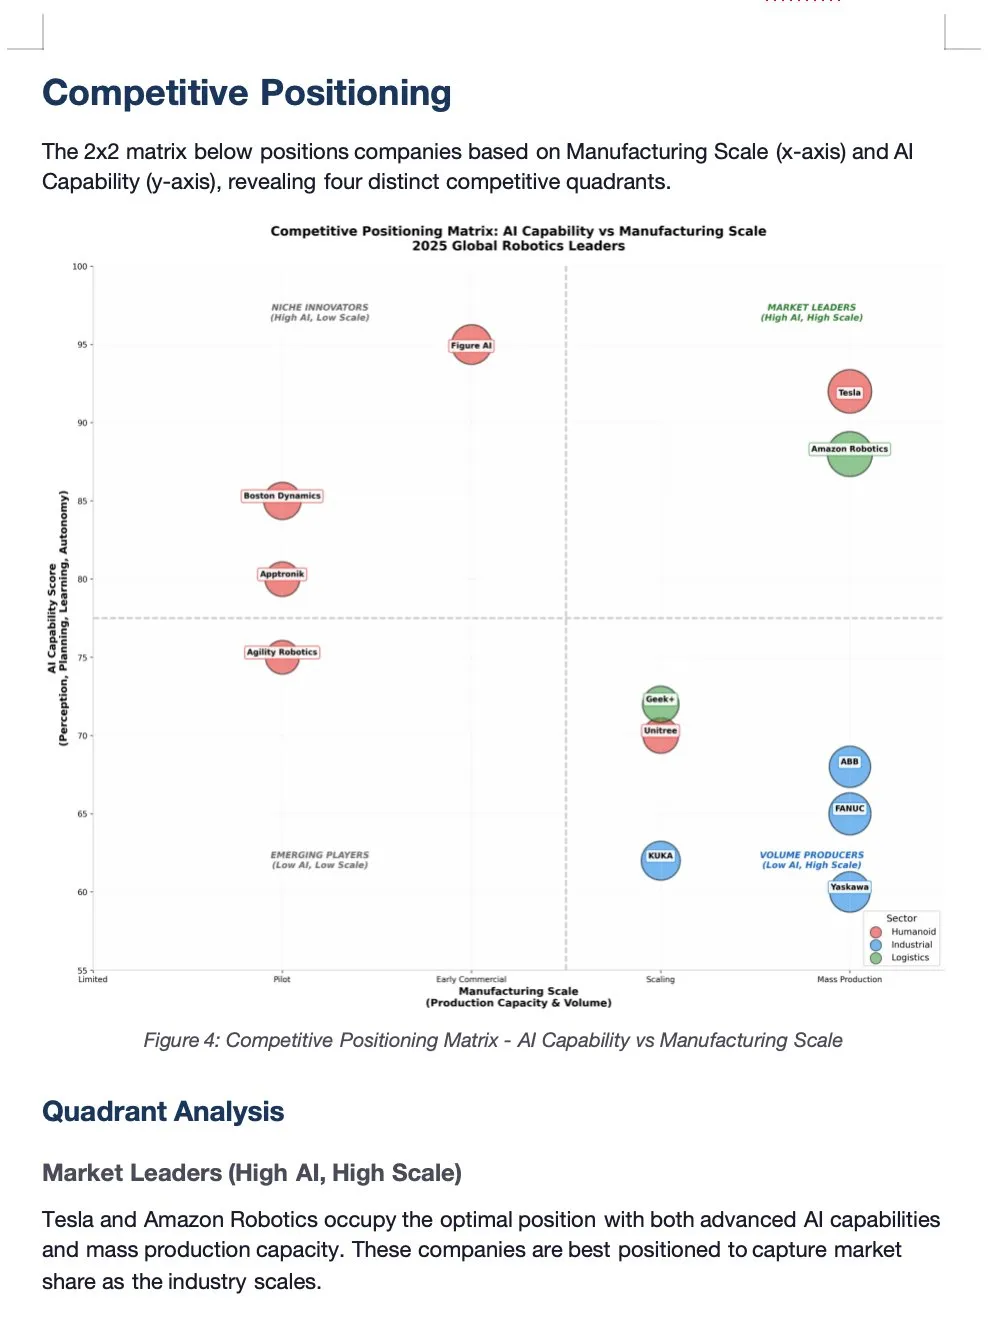 Competitive Positioning
The 2x2 matrix below positions companies based on Manufacturing Scale (x-axis) and AI
Capability (y-axis), revealing four distinct competitive quadrants.
Competitive Positioning Matrix: AI Capability vs Manufacturing Scale
2025 Global Robotics Leaders
100
NICHE INNOVATORS
(High AI, Low Scale)
MARKET LEADERS
(High AI, High Scale)
95
Figure AI
Tesla
90
Amazon Robotics
85
Boston Dynamics
80
Apptronik
AI Capability Score
(Perception, Planning, Learning, Autonomy)
75
Agility Robotics
Geek+
70
Unitree
ABB
65
FANUC
EMERGING PLAYERS
(Low AI, Low Scale)
KUKA
VOLUME PRODUCERS
(Low AI, High Scale)
60
Yaskawa
Sector
Humanoid
Industrial
Logistics
55
Limited
Pilot
Early Commercial
Scaling
Mass Production
Manufacturing Scale
(Production Capacity & Volume)
Figure 4: Competitive Positioning Matrix - AI Capability vs Manufacturing Scale
Quadrant Analysis
Market Leaders (High AI, High Scale)
Tesla and Amazon Robotics occupy the optimal position with both advanced AI capabilities
and mass production capacity. These companies are best positioned to capture market
share as the industry scales.